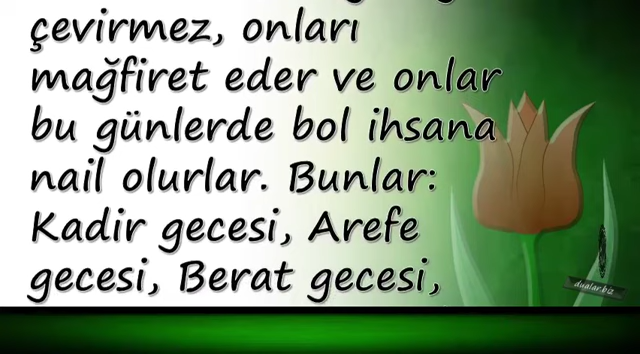 çevirmez, onları
mağfiret eder ve onlar
bu günlerde bol ihsana
nail olurlar. Bunlar:
Kadir gecesi, Arefe
gecesi, Berat gecesi,
dualar.biz